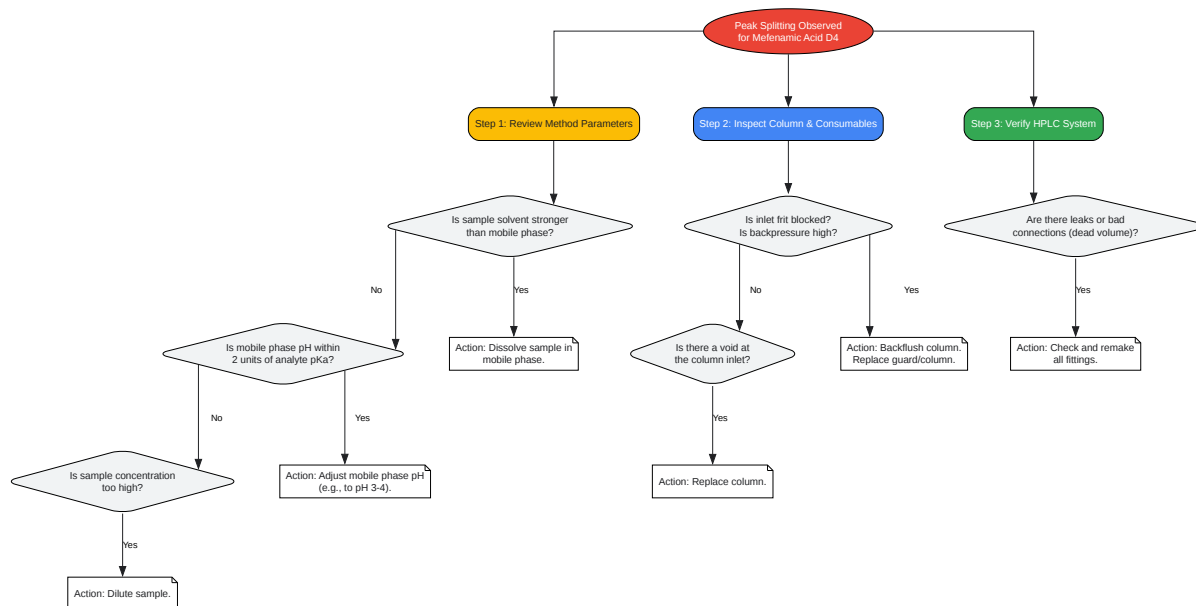 Peak Splitting Observed
for Mefenamic Acid D4
Step 1: Review Method Parameters
Step 2: Inspect Column & Consumables
Step 3: Verify HPLC System
Is sample solvent stronger
than mobile phase?
Is inlet frit blocked?
Is backpressure high?
Are there leaks or bad
connections (dead volume)?
No
Yes
No
Yes
Yes
Is mobile phase pH within
2 units of analyte pKa?
Action: Dissolve sample in
mobile phase.
Is there a void at
the column inlet?
Action: Backflush column.
Replace guard/column.
Action: Check and remake
all fittings.
No
Yes
Yes
Is sample concentration
too high?
Action: Adjust mobile phase pH
(e.g., to pH 3-4).
Action: Replace column.
Yes
Action: Dilute sample.